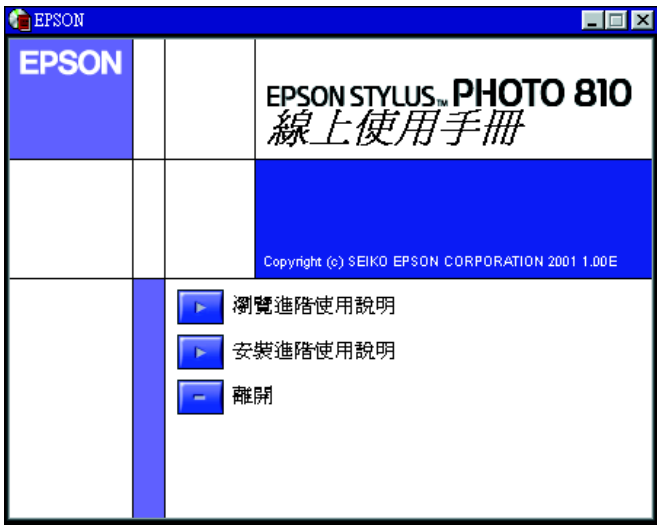 EPSON
EPSON
EPSON STYLUS™ PHOTO 810
線上使用手冊
Copyright (c) SEIKO EPSON CORPORATION 2001 1.00E
瀏覽進階使用說明
安裝進階使用說明
離開